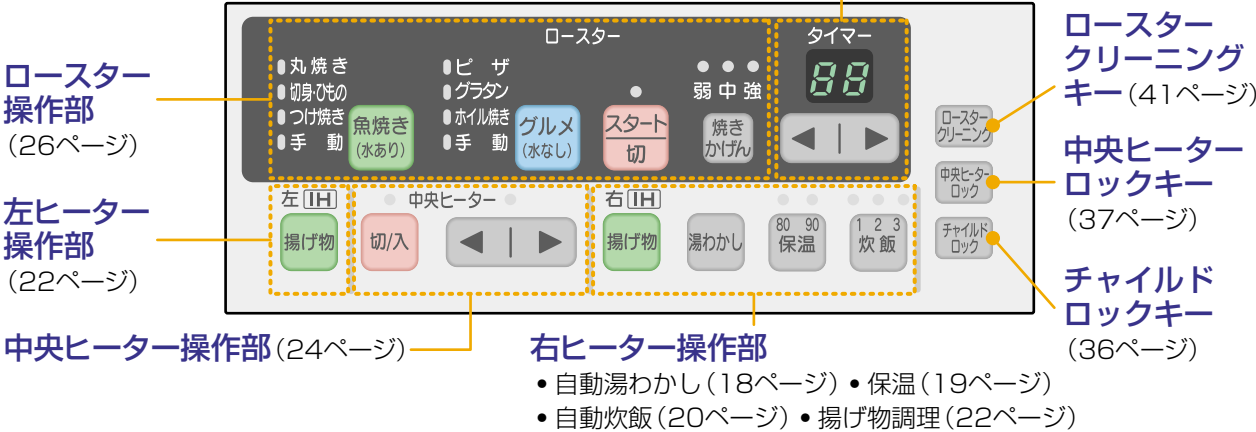 ロースター
タイマー
88
丸焼き
切身・ひもの
つけ焼き
手 動
魚焼き
(水あり)
ピ ザ
グラタン
ホイル焼き
手 動
グルメ
(水なし)
スタート
切
弱 中 強
焼き
かげん
◀ | ▶
ロースター
クリーニング
中央ヒーター
ロック
チャイルド
ロック
左 IH
揚げ物
中央ヒーター
切/入
◀ | ▶
右 IH
揚げ物
湯わかし
80 90
保温
1 2 3
炊飯
ロースター
操作部
(26ページ)
左ヒーター
操作部
(22ページ)
中央ヒーター操作部(24ページ)
右ヒーター操作部
• 自動湯わかし(18ページ) • 保温(19ページ)
• 自動炊飯(20ページ) • 揚げ物調理(22ページ)
ロースター
クリーニング
キー(41ページ)
中央ヒーター
ロックキー
(37ページ)
チャイルド
ロックキー
(36ページ)